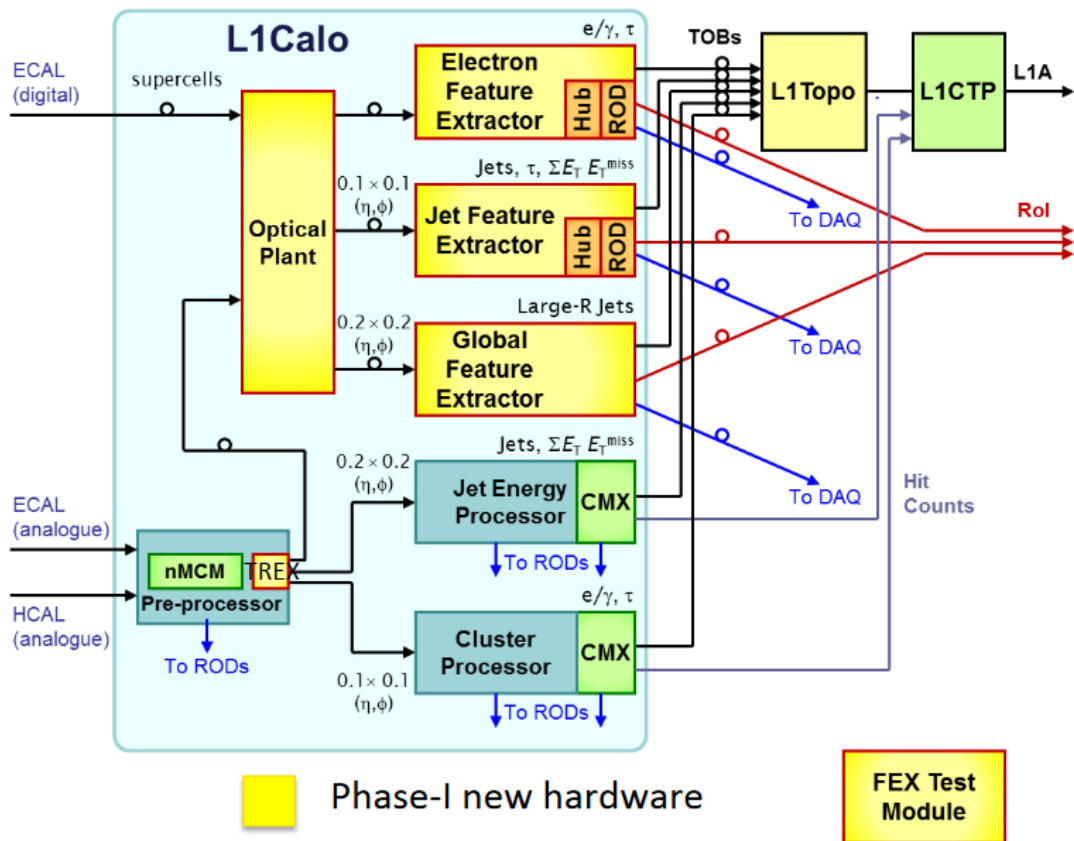 L1Calo
ECAL
(digital)
supercells
Optical
Plant
e/γ, τ
Electron
Feature
Extractor
Hub
ROD
0.1 × 0.1
(η,ϕ)
Jets, τ, ΣE_T E_T^miss
Jet Feature
Extractor
Hub
ROD
0.2 × 0.2
(η,ϕ)
Large-R Jets
Global
Feature
Extractor
TOBs
L1Topo
L1CTP
L1A
To DAQ
RoI
To DAQ
To DAQ
Hit
Counts
Jets, ΣE_T E_T^miss
0.2 × 0.2
(η,ϕ)
Jet Energy
Processor
CMX
To RODs
ECAL
(analogue)
nMCM
TREX
Pre-processor
HCAL
(analogue)
To RODs
e/γ, τ
Cluster
Processor
CMX
0.1 × 0.1
(η,ϕ)
To RODs
Phase-I new hardware
FEX Test
Module